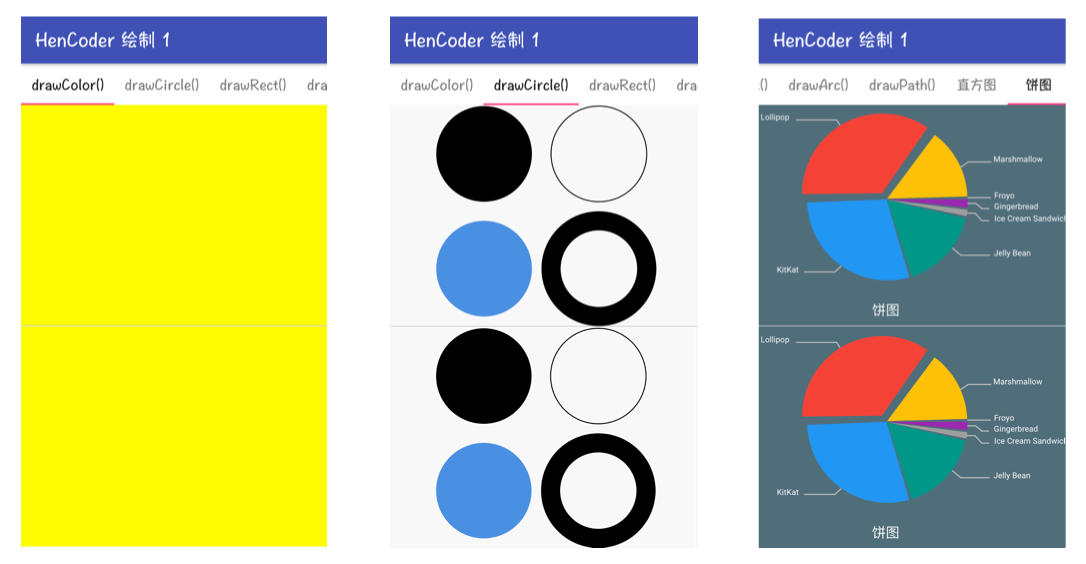 HenCoder 绘制 1
drawColor() drawCircle() drawRect() dra
HenCoder 绘制 1
drawColor() drawCircle() drawRect() dra
HenCoder 绘制 1
() drawArc() drawPath() 直方图 饼图
Lollipop
Marshmallow
Froyo
Gingerbread
Ice Cream Sandwich
Jelly Bean
KitKat
饼图
Lollipop
Marshmallow
Froyo
Gingerbread
Ice Cream Sandwich
Jelly Bean
KitKat
饼图